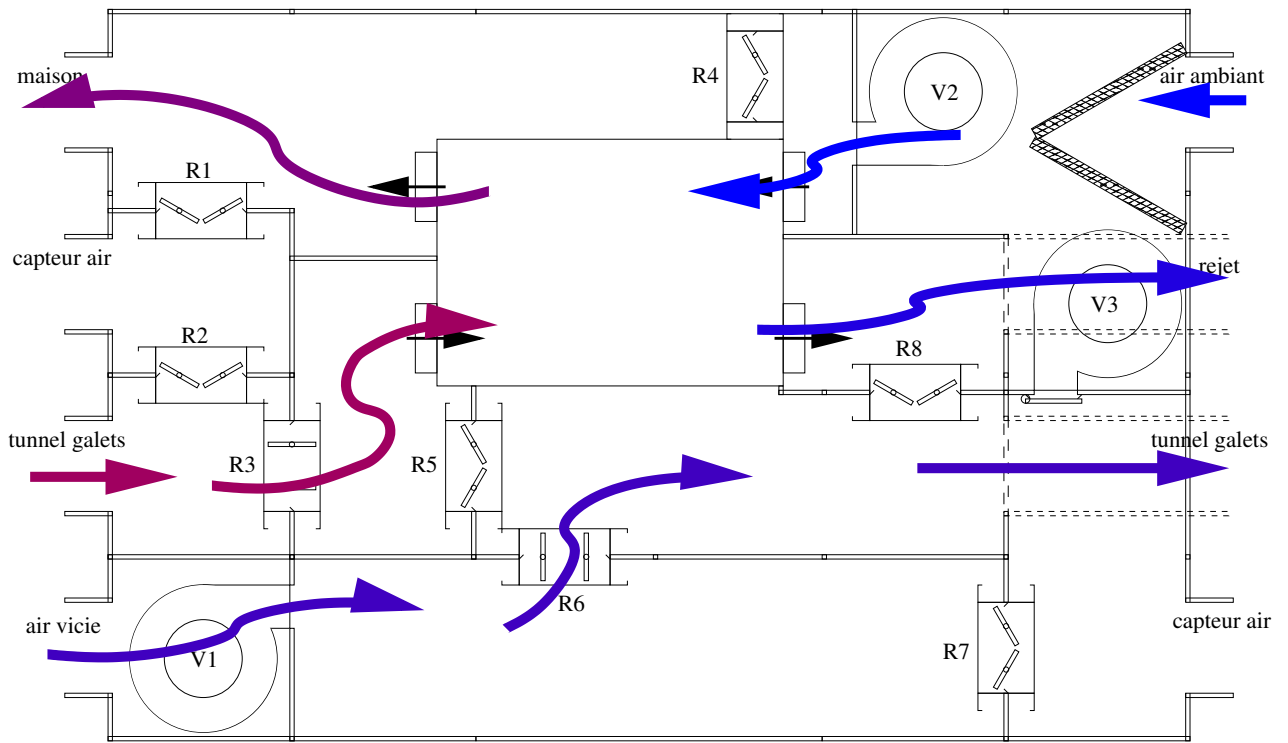 maison
R4
V2
air ambiant
R1
capteur air
rejet
V3
R2
R8
tunnel galets
R3
R5
tunnel galets
R6
air vicie
V1
R7
capteur air